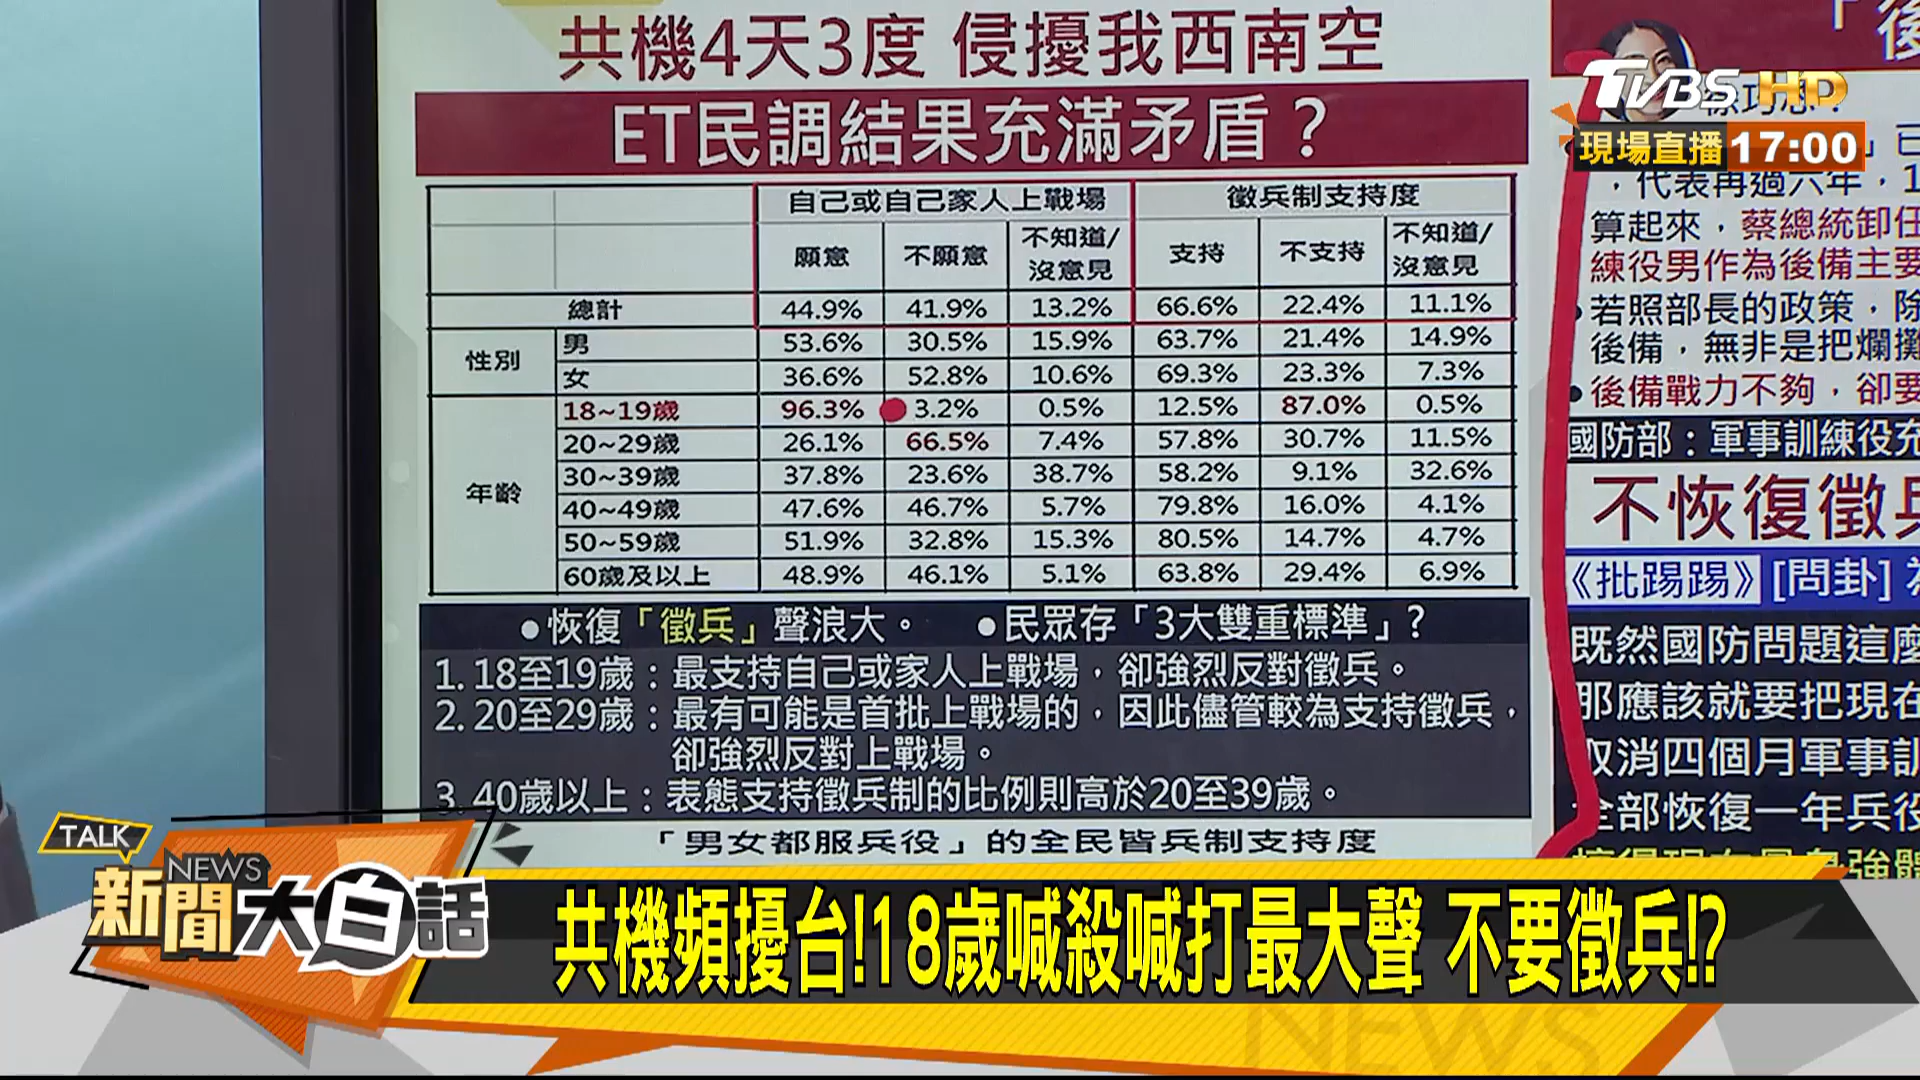 共機4天3度 侵擾我西南空
ET民調結果充滿矛盾？
自己或自己家人上戰場 徵兵制支持度
願意 不願意 不知道/沒意見 支持 不支持 不知道/沒意見
總計 44.9% 41.9% 13.2% 66.6% 22.4% 11.1%
性別
男 53.6% 30.5% 15.9% 63.7% 21.4% 14.9%
女 36.6% 52.8% 10.6% 69.3% 23.3% 7.3%
年齡
18~19歲 96.3% 3.2% 0.5% 12.5% 87.0% 0.5%
20~29歲 26.1% 66.5% 7.4% 57.8% 30.7% 11.5%
30~39歲 37.8% 23.6% 38.7% 58.2% 9.1% 32.6%
40~49歲 47.6% 46.7% 5.7% 79.8% 16.0% 4.1%
50~59歲 51.9% 32.8% 15.3% 80.5% 14.7% 4.7%
60歲及以上 48.9% 46.1% 5.1% 63.8% 29.4% 6.9%
●恢復「徵兵」聲浪大。 ●民眾存「3大雙重標準」?
1. 18至19歲：最支持自己或家人上戰場，卻強烈反對徵兵。
2. 20至29歲：最有可能是首批上戰場的，因此儘管較為支持徵兵，
卻強烈反對上戰場。
3. 40歲以上：表態支持徵兵制的比例則高於20至39歲。
「男女都服兵役」的全民皆兵制支持度
「後
TVBS HD
現場直播 17:00
」已
，代表再過六年，1
算起來，蔡總統卸任
練役男作為後備主要
●若照部長的政策，除
後備，無非是把爛攤
●後備戰力不夠，卻要
國防部：軍事訓練役充
不恢復徵兵
《批踢踢》[問卦] 為
既然國防問題這麼
那應該就要把現在
取消四個月軍事訓
全部恢復一年兵役
TALK
NEWS
新聞大白話
共機頻擾台!18歲喊殺喊打最大聲 不要徵兵!?
NEWS